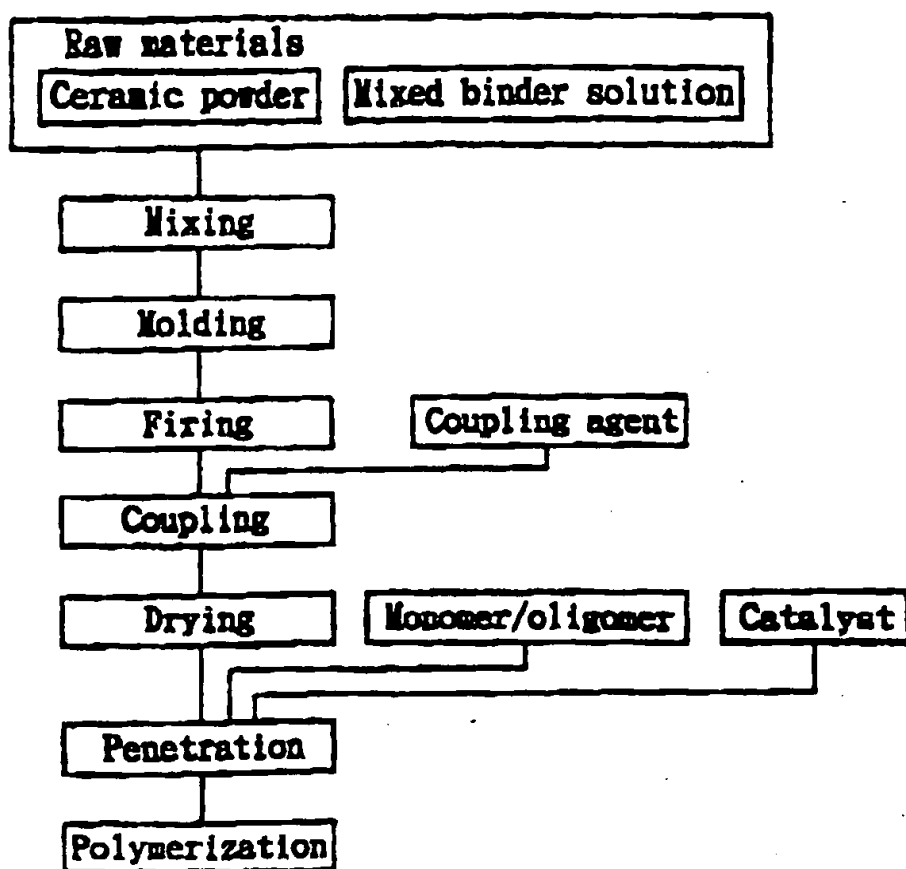 Raw materials
Ceramic powder
Mixed binder solution
Mixing
Molding
Firing
Coupling agent
Coupling
Drying
Monomer/oligomer
Catalyst
Penetration
Polymerization